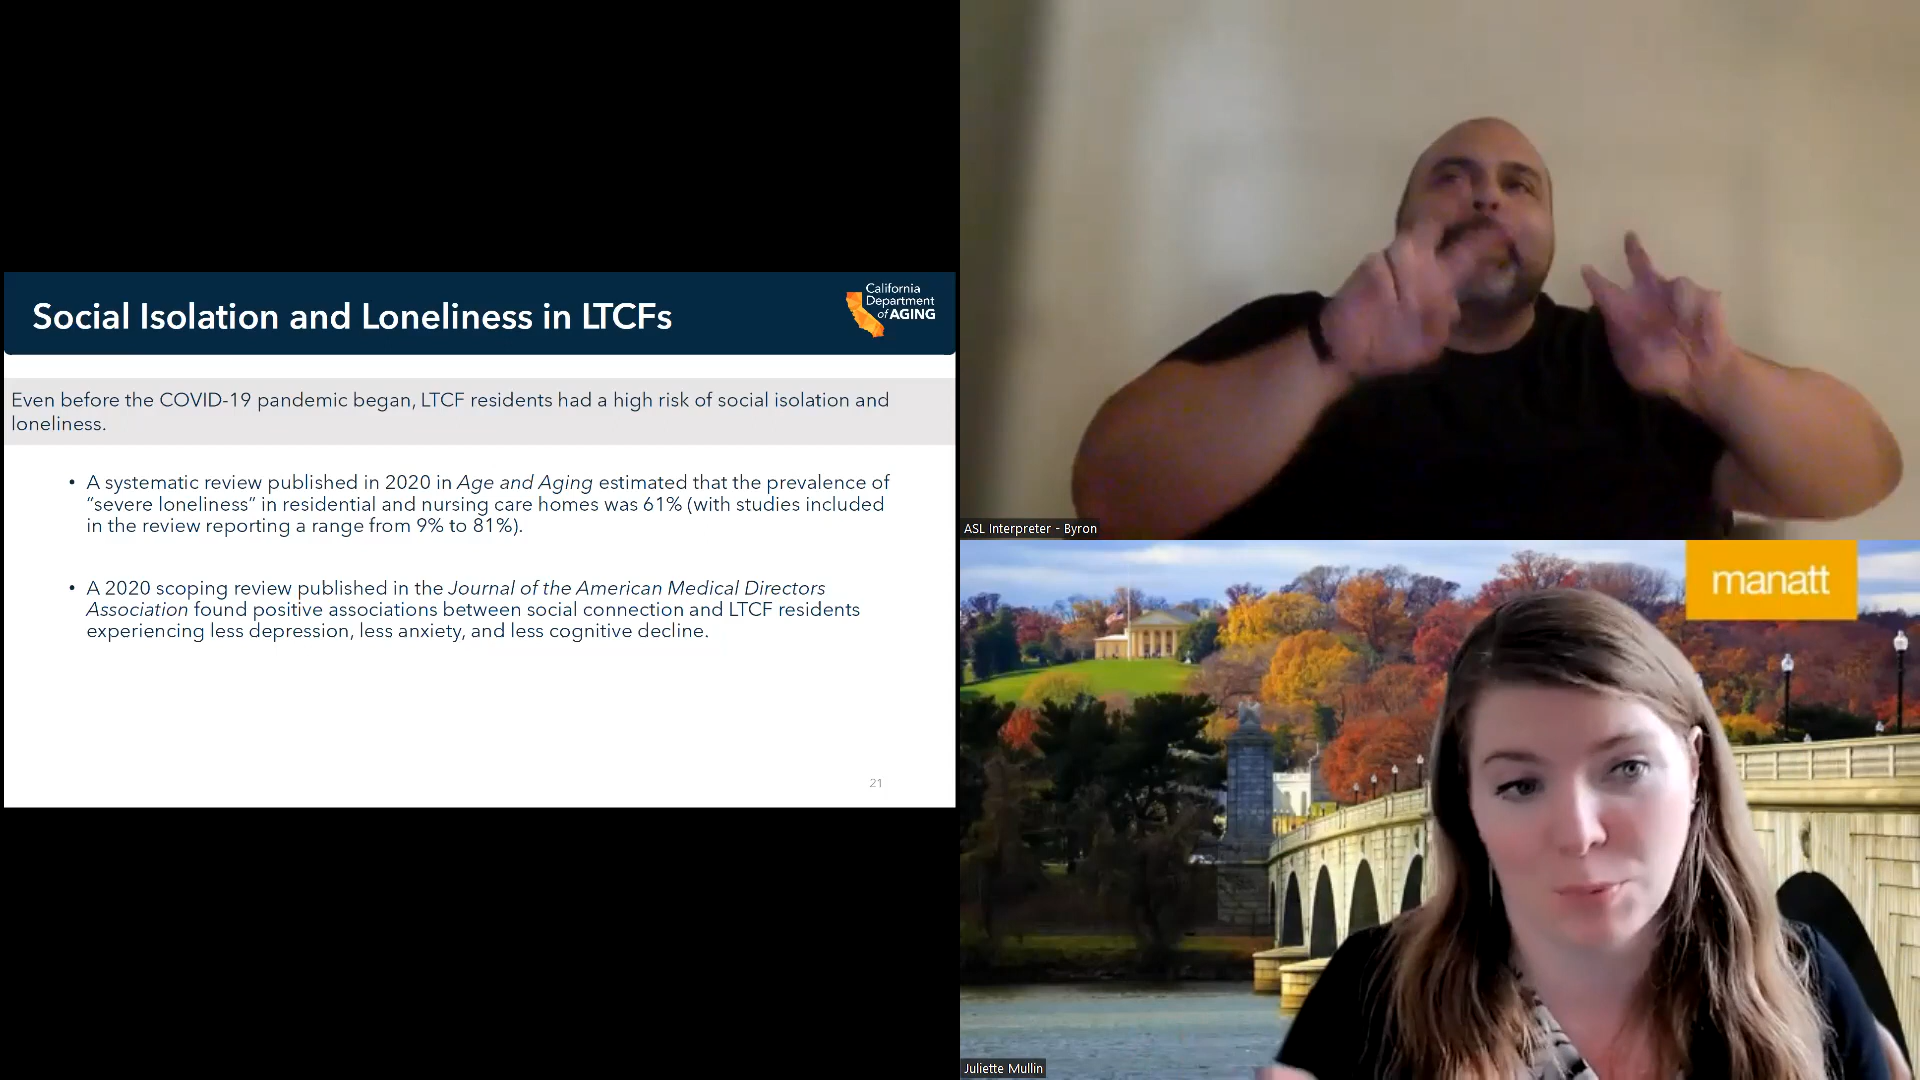 Social Isolation and Loneliness in LTCFs
California
Department
of AGING
Even before the COVID-19 pandemic began, LTCF residents had a high risk of social isolation and
loneliness.
• A systematic review published in 2020 in Age and Aging estimated that the prevalence of
“severe loneliness” in residential and nursing care homes was 61% (with studies included
in the review reporting a range from 9% to 81%).
• A 2020 scoping review published in the Journal of the American Medical Directors
Association found positive associations between social connection and LTCF residents
experiencing less depression, less anxiety, and less cognitive decline.
21
ASL Interpreter - Byron
manatt
Juliette Mullin